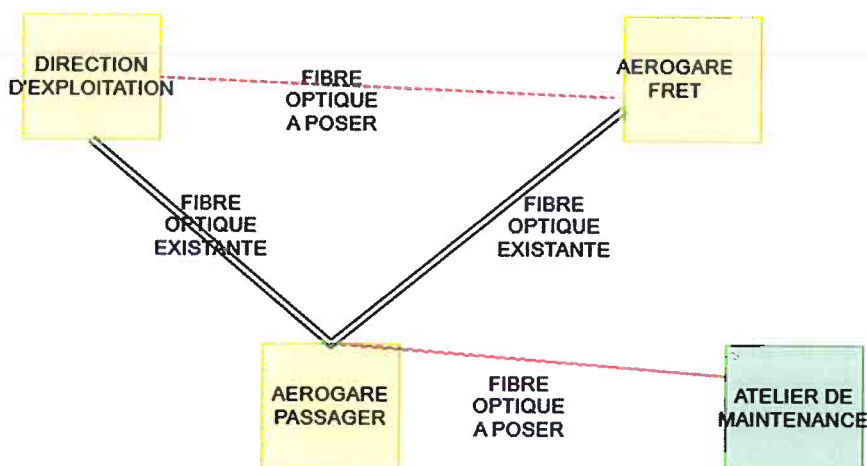 DIRECTION
D'EXPLOITATION
FIBRE
OPTIQUE
A POSER
AEROGARE
FRET
FIBRE
OPTIQUE
EXISTANTE
FIBRE
OPTIQUE
EXISTANTE
AEROGARE
PASSAGER
FIBRE
OPTIQUE
A POSER
ATELIER DE
MAINTENANCE